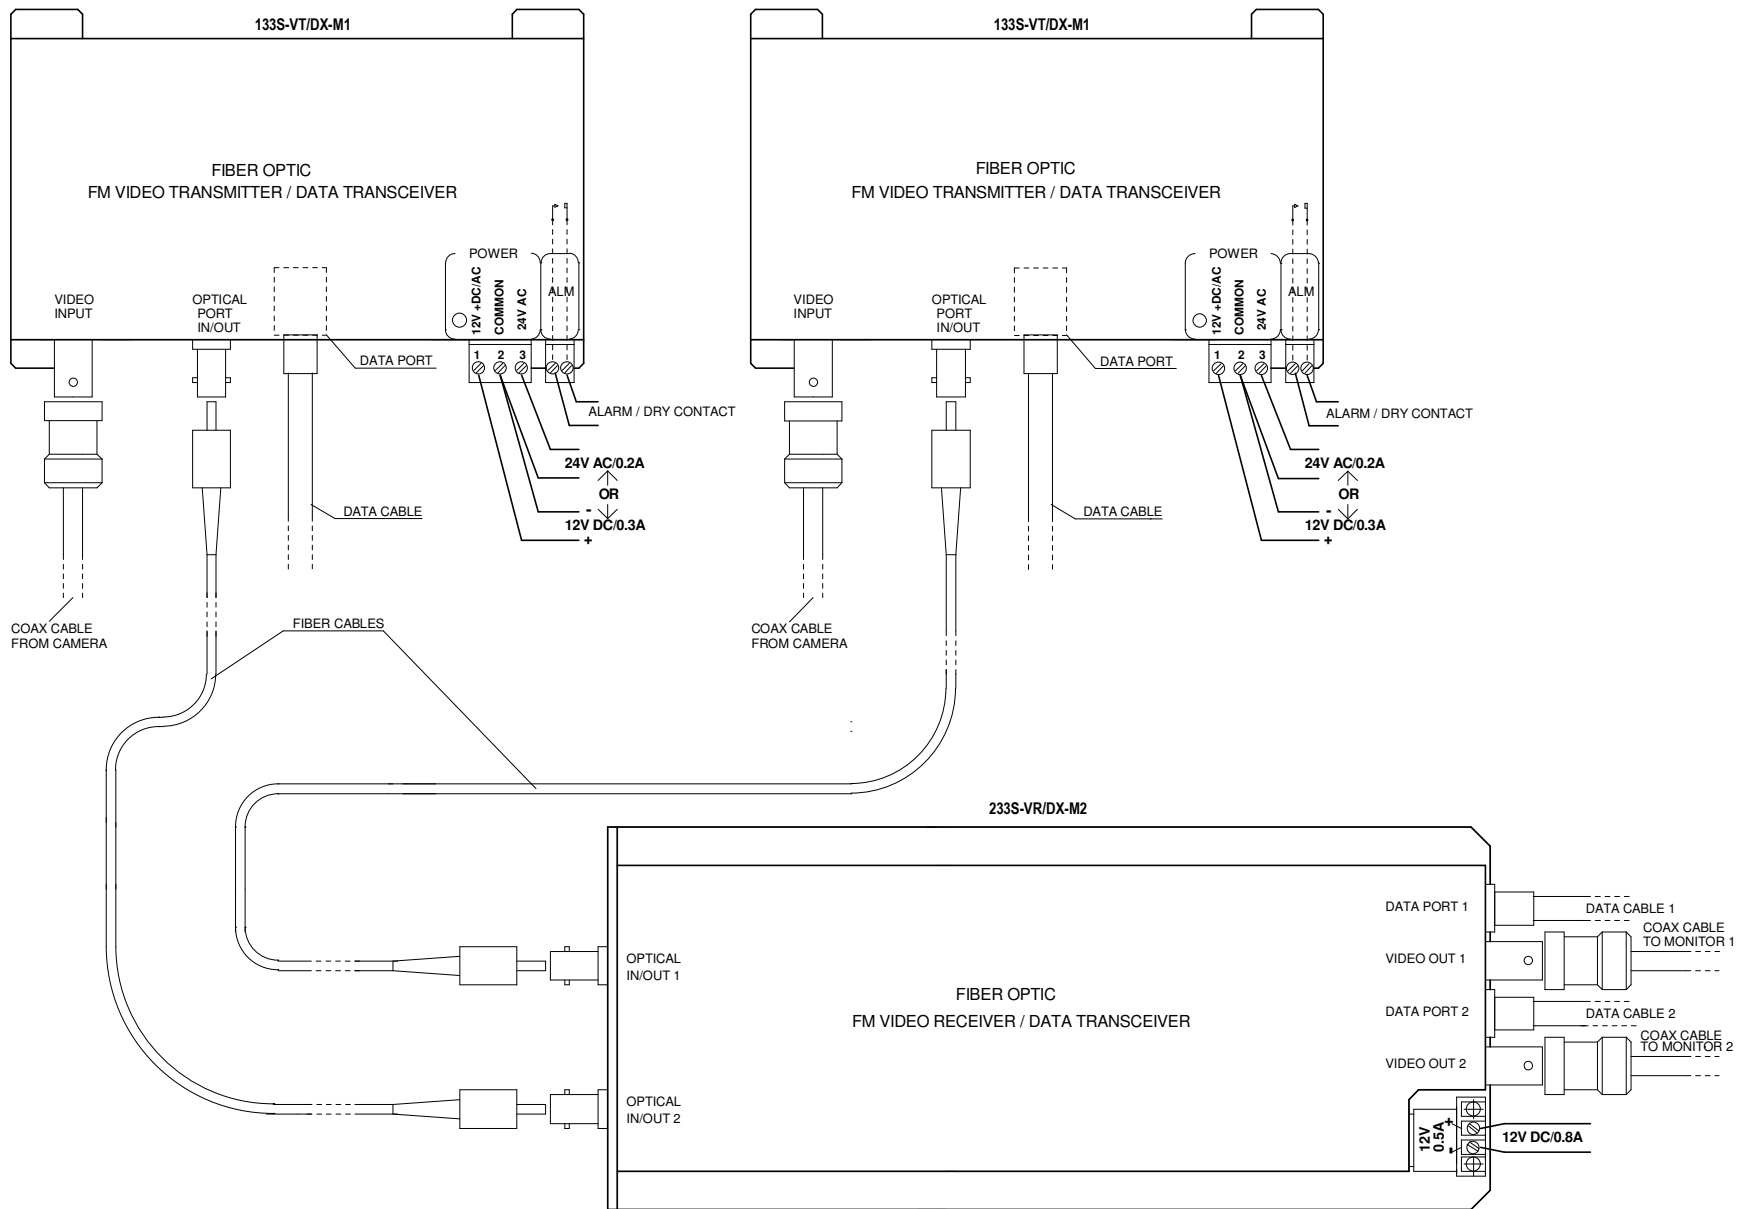 133S-VT/DX-M1
FIBER OPTIC
FM VIDEO TRANSMITTER / DATA TRANSCEIVER
POWER
12V +DC/AC
COMMON
24V AC
ALM
VIDEO
INPUT
OPTICAL
PORT
IN/OUT
1 2 3
DATA PORT
ALARM / DRY CONTACT
24V AC/0.2A
OR
-
12V DC/0.3A
+
DATA CABLE
COAX CABLE
FROM CAMERA
FIBER CABLES
133S-VT/DX-M1
FIBER OPTIC
FM VIDEO TRANSMITTER / DATA TRANSCEIVER
POWER
12V +DC/AC
COMMON
24V AC
ALM
VIDEO
INPUT
OPTICAL
PORT
IN/OUT
1 2 3
DATA PORT
ALARM / DRY CONTACT
24V AC/0.2A
OR
-
12V DC/0.3A
+
DATA CABLE
COAX CABLE
FROM CAMERA
233S-VR/DX-M2
OPTICAL
IN/OUT 1
OPTICAL
IN/OUT 2
FIBER OPTIC
FM VIDEO RECEIVER / DATA TRANSCEIVER
DATA PORT 1
DATA CABLE 1
VIDEO OUT 1
COAX CABLE
TO MONITOR 1
DATA PORT 2
DATA CABLE 2
VIDEO OUT 2
COAX CABLE
TO MONITOR 2
12V
0.5A
+
-
12V DC/0.8A